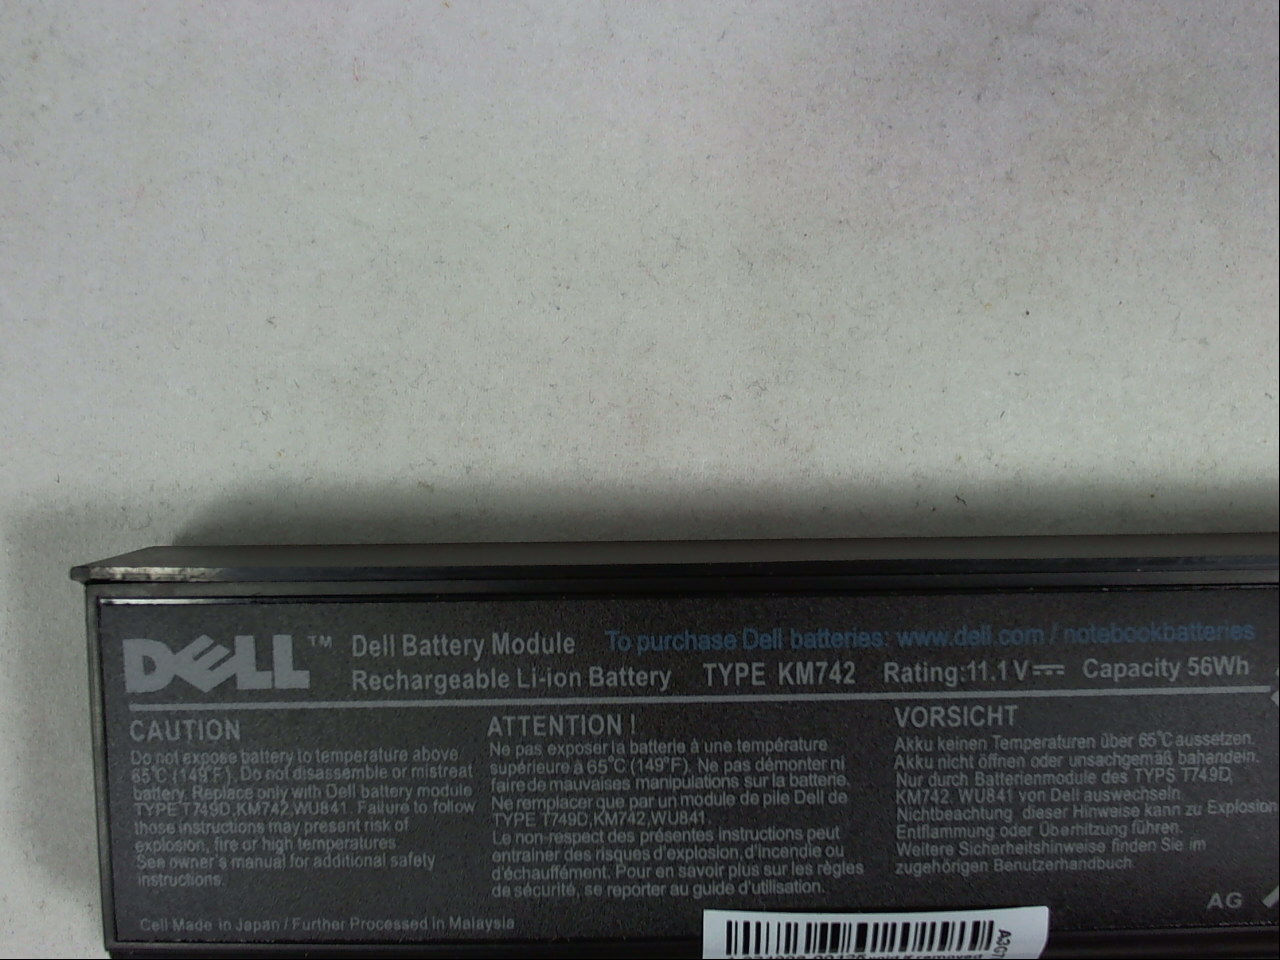 DELL™
Dell Battery Module
To purchase Dell batteries: www.dell.com / notebookbatteries
Rechargeable Li-ion Battery TYPE KM742 Rating:11.1V Capacity 56Wh
CAUTION
Do not expose battery to temperature above
65°C (149°F). Do not disassemble or mistreat
battery. Replace only with Dell battery module
TYPE T749D,KM742,WU841. Failure to follow
those instructions may present risk of
explosion, fire or high temperatures
See owner's manual for additional safety
instructions.
Cell Made in Japan / Further Processed in Malaysia
ATTENTION !
Ne pas exposer la batterie à une température
supérieure à 65°C (149°F). Ne pas démonter ni
faire de mauvaises manipulations sur la batterie.
Ne remplacer que par un module de pile Dell de
TYPE T749D,KM742,WU841.
Le non-respect des présentes instructions peut
entrainer des risques d'explosion,d'incendie ou
d'échauffement. Pour en savoir plus sur les règles
de sécurité, se reporter au guide d'utilisation.
VORSICHT
Akku keinen Temperaturen über 65°C aussetzen.
Akku nicht öffnen oder unsachgemäß bahandeln.
Nur durch Batterienmodule des TYPS T749D,
KM742, WU841 von Dell auswechseln.
Nichtbeachtung dieser Hinweise kann zu Explosion
Entflammung oder Überhitzung führen.
Weitere Sicherheitshinweise finden Sie im
zugehörigen Benutzerhandbuch
AG